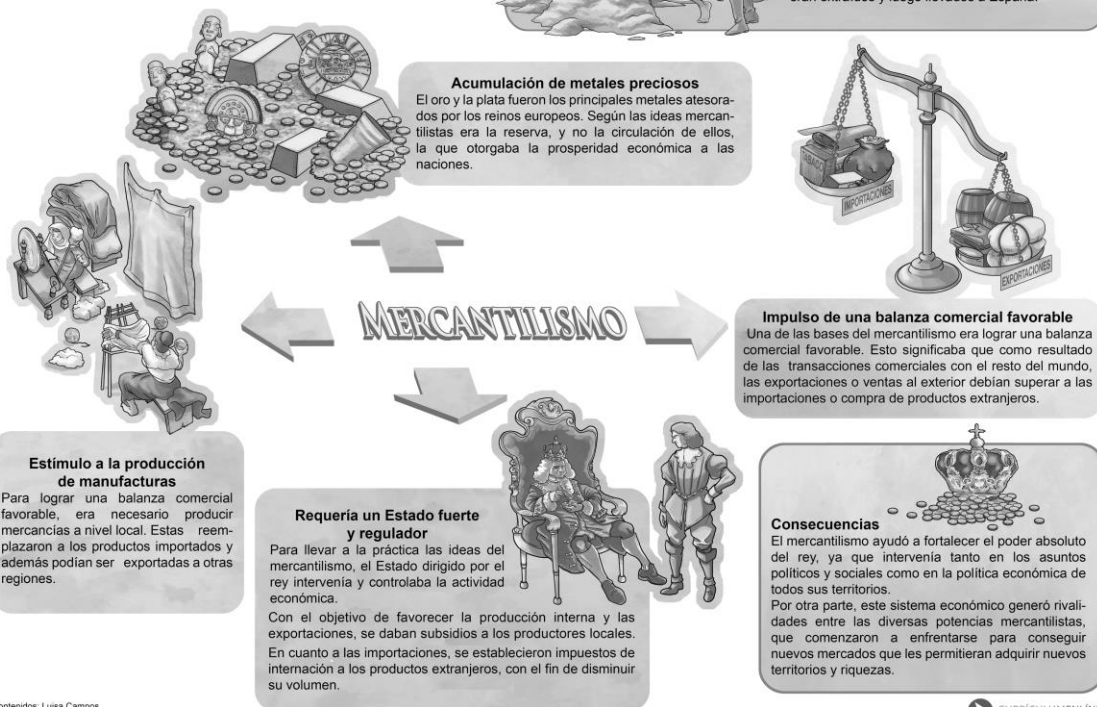 eran extraídos y luego llevados a España.
Acumulación de metales preciosos
El oro y la plata fueron los principales metales atesora-
dos por los reinos europeos. Según las ideas mercan-
tilistas era la reserva, y no la circulación de ellos,
la que otorgaba la prosperidad económica a las
naciones.
TABACO
IMPORTACIONES
EXPORTACIONES
MERCANTILISMO
Impulso de una balanza comercial favorable
Una de las bases del mercantilismo era lograr una balanza
comercial favorable. Esto significaba que como resultado
de las transacciones comerciales con el resto del mundo,
las exportaciones o ventas al exterior debían superar a las
importaciones o compra de productos extranjeros.
Estímulo a la producción
de manufacturas
Para lograr una balanza comercial
favorable, era necesario producir
mercancías a nivel local. Estas reem-
plazaron a los productos importados y
además podían ser exportadas a otras
regiones.
Requería un Estado fuerte
y regulador
Para llevar a la práctica las ideas del
mercantilismo, el Estado dirigido por el
rey intervenía y controlaba la actividad
económica.
Con el objetivo de favorecer la producción interna y las
exportaciones, se daban subsidios a los productores locales.
En cuanto a las importaciones, se establecieron impuestos de
internación a los productos extranjeros, con el fin de disminuir
su volumen.
Consecuencias
El mercantilismo ayudó a fortalecer el poder absoluto
del rey, ya que intervenía tanto en los asuntos
políticos y sociales como en la política económica de
todos sus territorios.
Por otra parte, este sistema económico generó rivali-
dades entre las diversas potencias mercantilistas,
que comenzaron a enfrentarse para conseguir
nuevos mercados que les permitieran adquirir nuevos
territorios y riquezas.
Luisa Campos